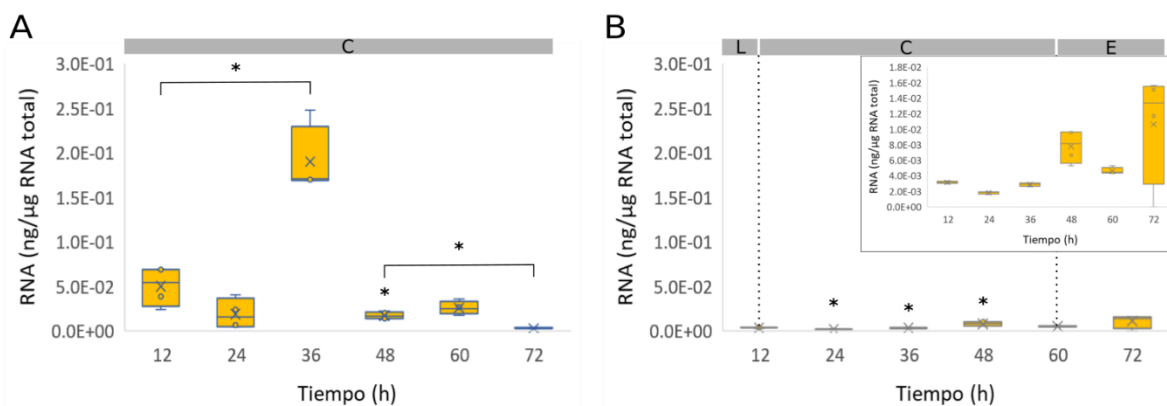 A
C
RNA (ng/µg RNA total)
3.0E-01
2.5E-01
2.0E-01
1.5E-01
1.0E-01
5.0E-02
0.0E+00
*
*
*
12 24 36 48 60 72
Tiempo (h)
B
L C E
RNA (ng/µg RNA total)
3.0E-01
2.5E-01
2.0E-01
1.5E-01
1.0E-01
5.0E-02
0.0E+00
* * *
12 24 36 48 60 72
Tiempo (h)
RNA (ng/µg RNA total)
1.8E-02
1.6E-02
1.4E-02
1.2E-02
1.0E-02
8.0E-03
6.0E-03
4.0E-03
2.0E-03
0.0E+00
12 24 36 48 60 72
Tiempo (h)